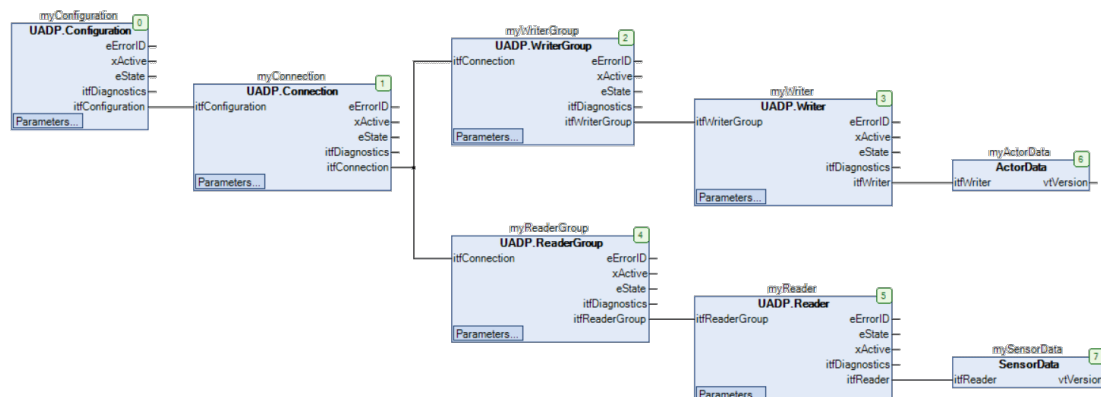 myConfiguration
0
UADP.Configuration
eErrorID
xActive
eState
itfDiagnostics
itfConfiguration
Parameters...
myConnection
1
UADP.Connection
itfConfiguration
eErrorID
xActive
eState
itfDiagnostics
itfConnection
Parameters...
myWriterGroup
2
UADP.WriterGroup
itfConnection
eErrorID
xActive
eState
itfDiagnostics
itfWriterGroup
Parameters...
myWriter
3
UADP.Writer
itfWriterGroup
eErrorID
xActive
eState
itfDiagnostics
itfWriter
Parameters...
myActorData
6
ActorData
itfWriter vtVersion
myReaderGroup
4
UADP.ReaderGroup
itfConnection
eErrorID
xActive
eState
itfDiagnostics
itfReaderGroup
Parameters...
myReader
5
UADP.Reader
itfReaderGroup
eErrorID
eState
xActive
itfDiagnostics
itfReader
Parameters...
mySensorData
7
SensorData
itfReader vtVersion